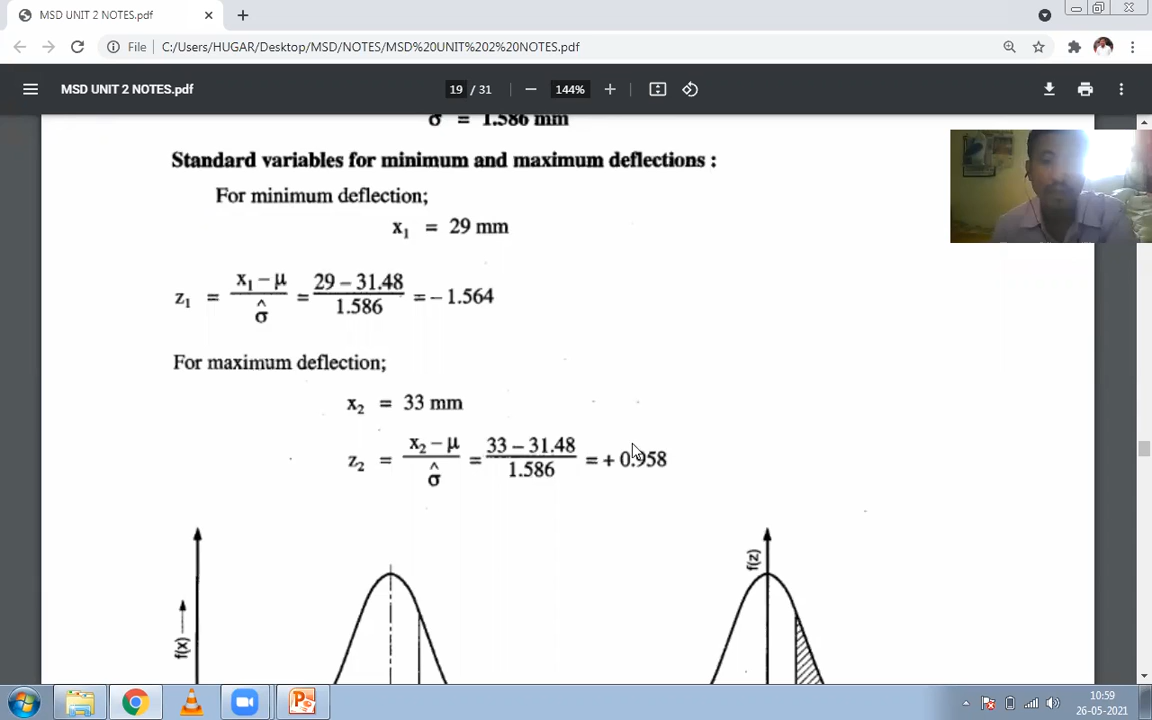 MSD UNIT 2 NOTES.pdf
File C:/Users/HUGAR/Desktop/MSD/NOTES/MSD%20UNIT%202%20NOTES.pdf
MSD UNIT 2 NOTES.pdf 19 / 31 144%
σ = 1.586 mm
Standard variables for minimum and maximum deflections :
For minimum deflection;
x₁ = 29 mm
z₁ = (x₁ – μ)/σ̂ = (29 – 31.48)/1.586 = – 1.564
For maximum deflection;
x₂ = 33 mm
z₂ = (x₂ – μ)/σ̂ = (33 – 31.48)/1.586 = + 0.958
f(x)
f(z)
10:59
26-05-2021